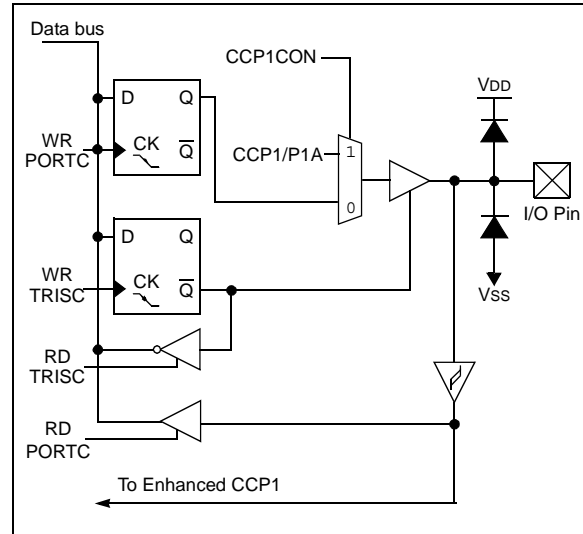 Data bus
CCP1CON
VDD
D Q
WR
PORTC
CK
Q
CCP1/P1A
1
0
I/O Pin
D Q
WR
TRISC
CK
Q
VSS
RD
TRISC
RD
PORTC
To Enhanced CCP1